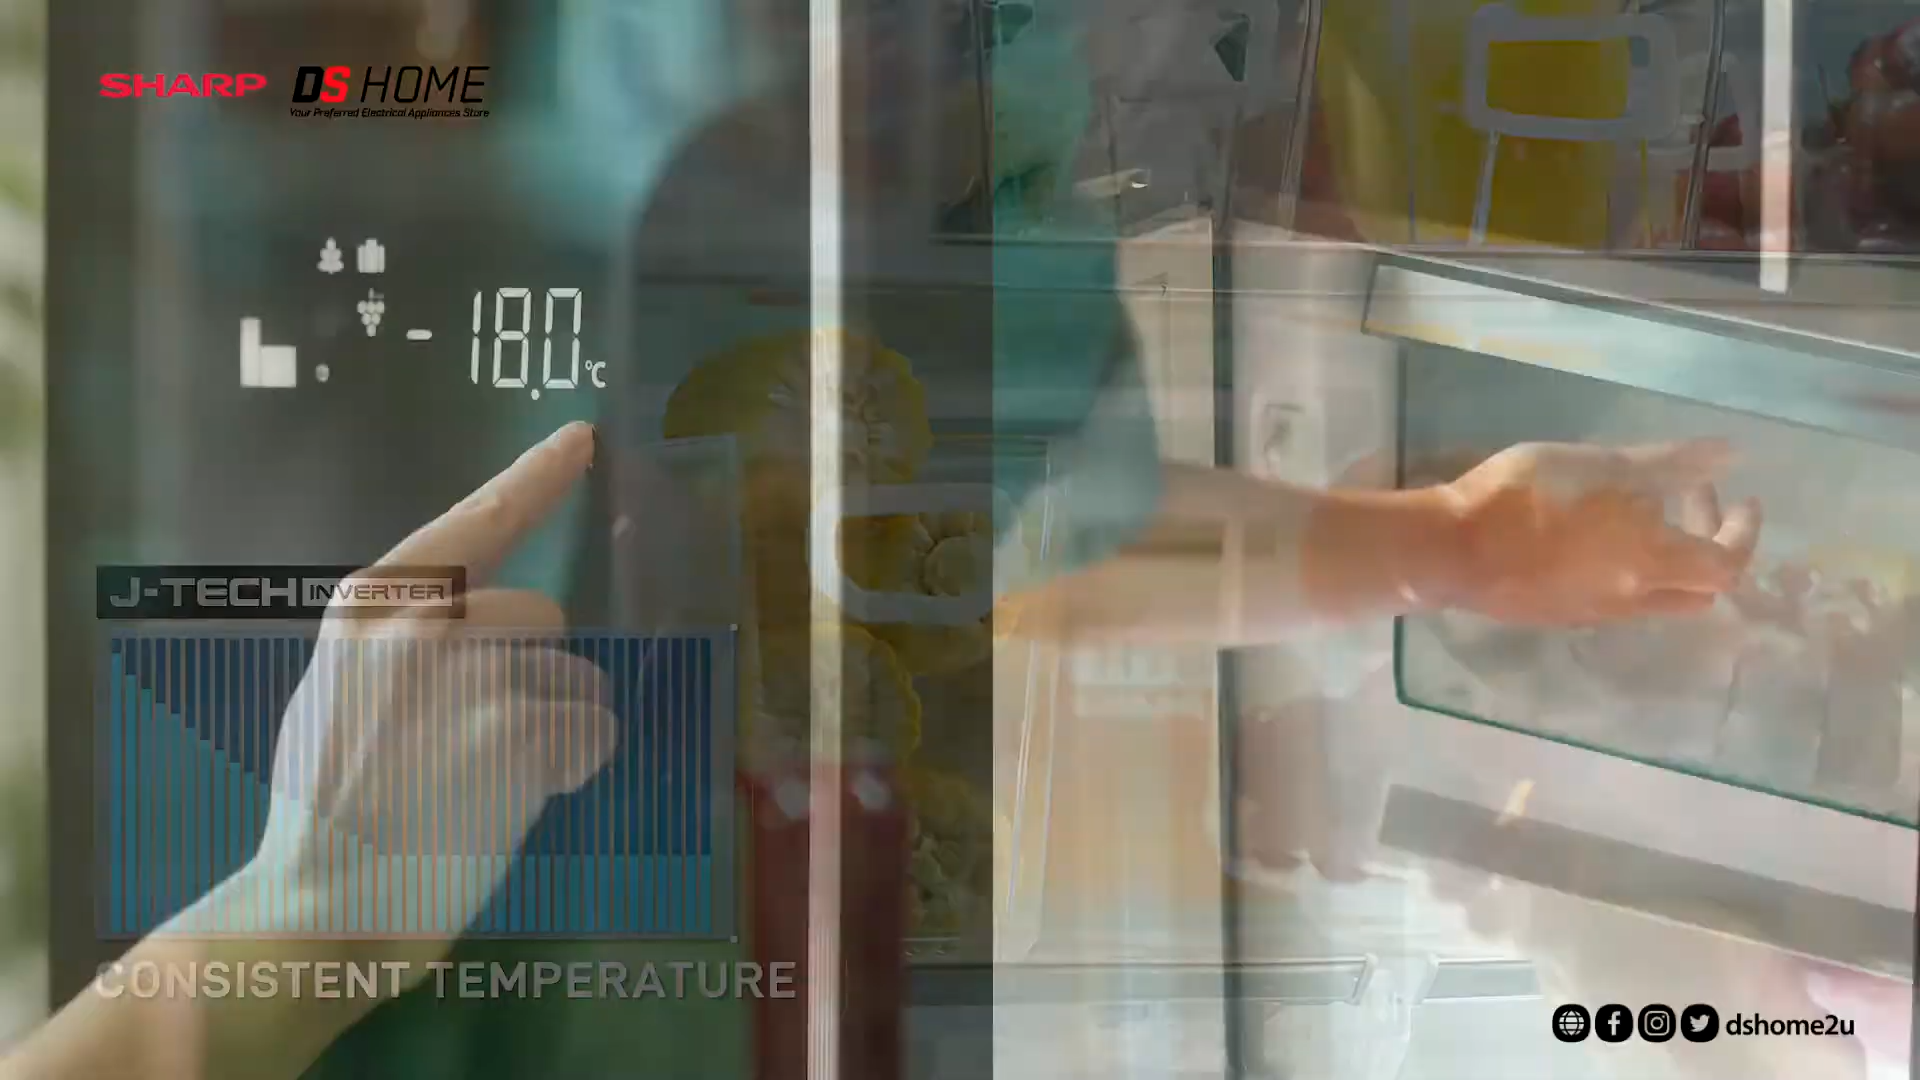 SHARP
DS HOME
Your Preferred Electrical Appliances Store
- 18.0°C
J-TECH INVERTER
CONSISTENT TEMPERATURE
dshome2u